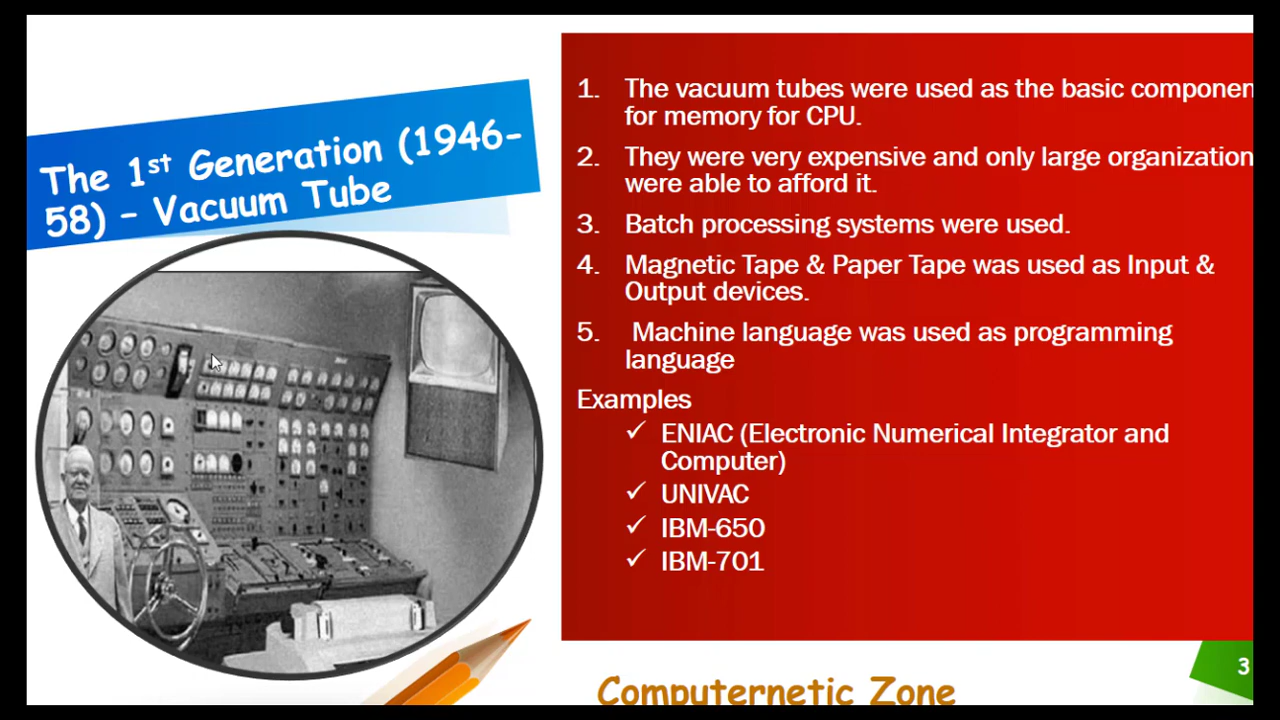 The 1st Generation (1946-
58) – Vacuum Tube
1. The vacuum tubes were used as the basic componen
for memory for CPU.
2. They were very expensive and only large organization
were able to afford it.
3. Batch processing systems were used.
4. Magnetic Tape & Paper Tape was used as Input &
Output devices.
5. Machine language was used as programming
language
Examples
✓ ENIAC (Electronic Numerical Integrator and
Computer)
✓ UNIVAC
✓ IBM-650
✓ IBM-701
3
Computernetic Zone